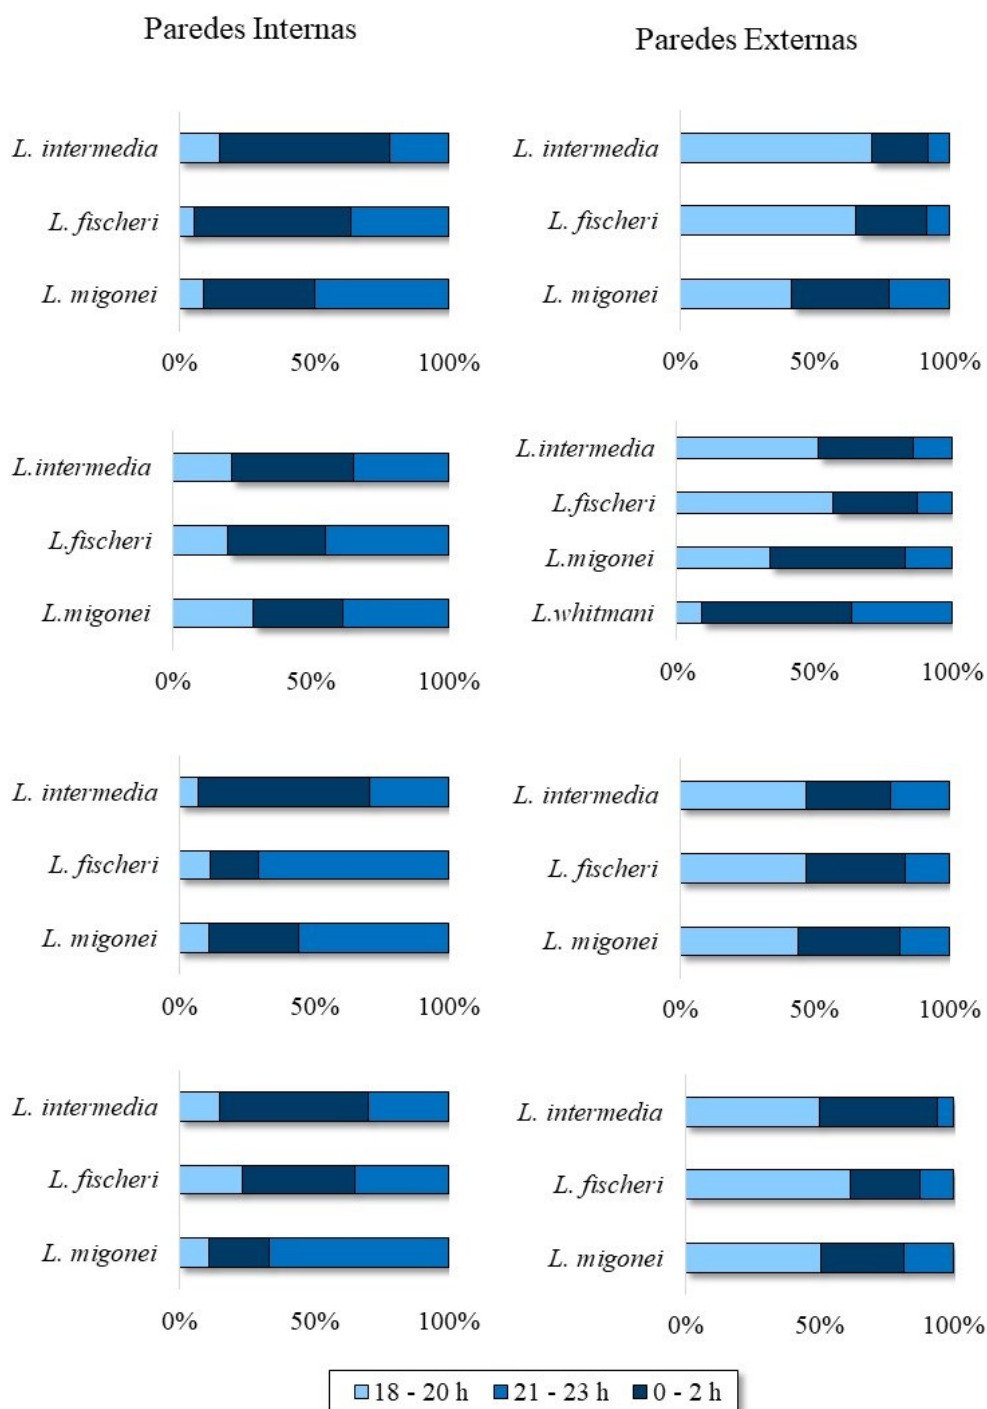 Paredes Internas
Paredes Externas
L. intermedia
L. fischeri
L. migonei
0% 50% 100%
L. intermedia
L. fischeri
L. migonei
0% 50% 100%
L.intermedia
L.fischeri
L.migonei
0% 50% 100%
L.intermedia
L.fischeri
L.migonei
L.whitmani
0% 50% 100%
L. intermedia
L. fischeri
L. migonei
0% 50% 100%
L. intermedia
L. fischeri
L. migonei
0% 50% 100%
L. intermedia
L. fischeri
L. migonei
0% 50% 100%
L. intermedia
L. fischeri
L. migonei
0% 50% 100%
18 - 20 h 21 - 23 h 0 - 2 h